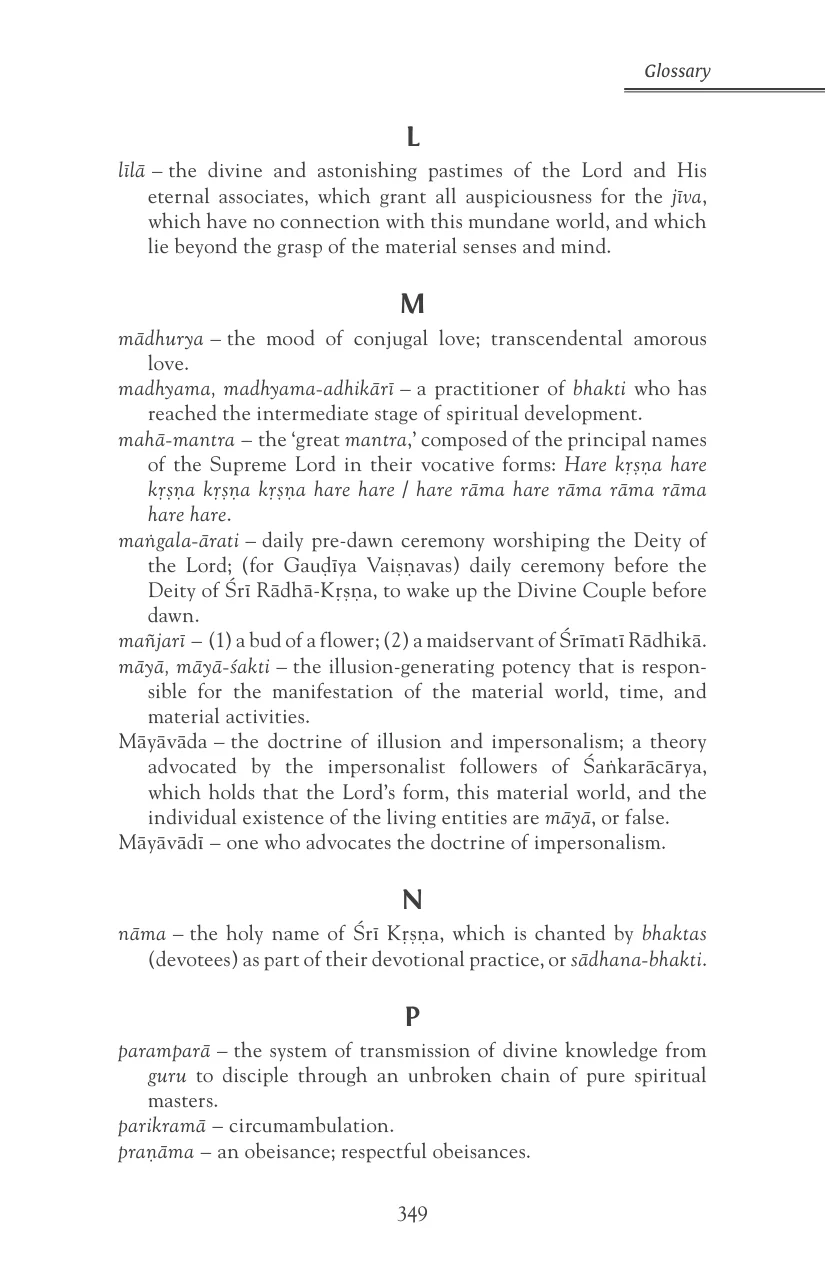 Glossary
L
līlā – the divine and astonishing pastimes of the Lord and His
eternal associates, which grant all auspiciousness for the jīva,
which have no connection with this mundane world, and which
lie beyond the grasp of the material senses and mind.
M
mādhurya – the mood of conjugal love; transcendental amorous
love.
madhyama, madhyama-adhikārī – a practitioner of bhakti who has
reached the intermediate stage of spiritual development.
mahā-mantra – the ‘great mantra,’ composed of the principal names
of the Supreme Lord in their vocative forms: Hare kṛṣṇa hare
kṛṣṇa kṛṣṇa kṛṣṇa hare hare / hare rāma hare rāma rāma rāma
hare hare.
maṅgala-ārati – daily pre-dawn ceremony worshiping the Deity of
the Lord; (for Gauḍīya Vaiṣṇavas) daily ceremony before the
Deity of Śrī Rādhā-Kṛṣṇa, to wake up the Divine Couple before
dawn.
mañjarī – (1) a bud of a flower; (2) a maidservant of Śrīmatī Rādhikā.
māyā, māyā-śakti – the illusion-generating potency that is respon-
sible for the manifestation of the material world, time, and
material activities.
Māyāvāda – the doctrine of illusion and impersonalism; a theory
advocated by the impersonalist followers of Śaṅkarācārya,
which holds that the Lord’s form, this material world, and the
individual existence of the living entities are māyā, or false.
Māyāvādī – one who advocates the doctrine of impersonalism.
N
nāma – the holy name of Śrī Kṛṣṇa, which is chanted by bhaktas
(devotees) as part of their devotional practice, or sādhana-bhakti.
P
paramparā – the system of transmission of divine knowledge from
guru to disciple through an unbroken chain of pure spiritual
masters.
parikramā – circumambulation.
praṇāma – an obeisance; respectful obeisances.
349